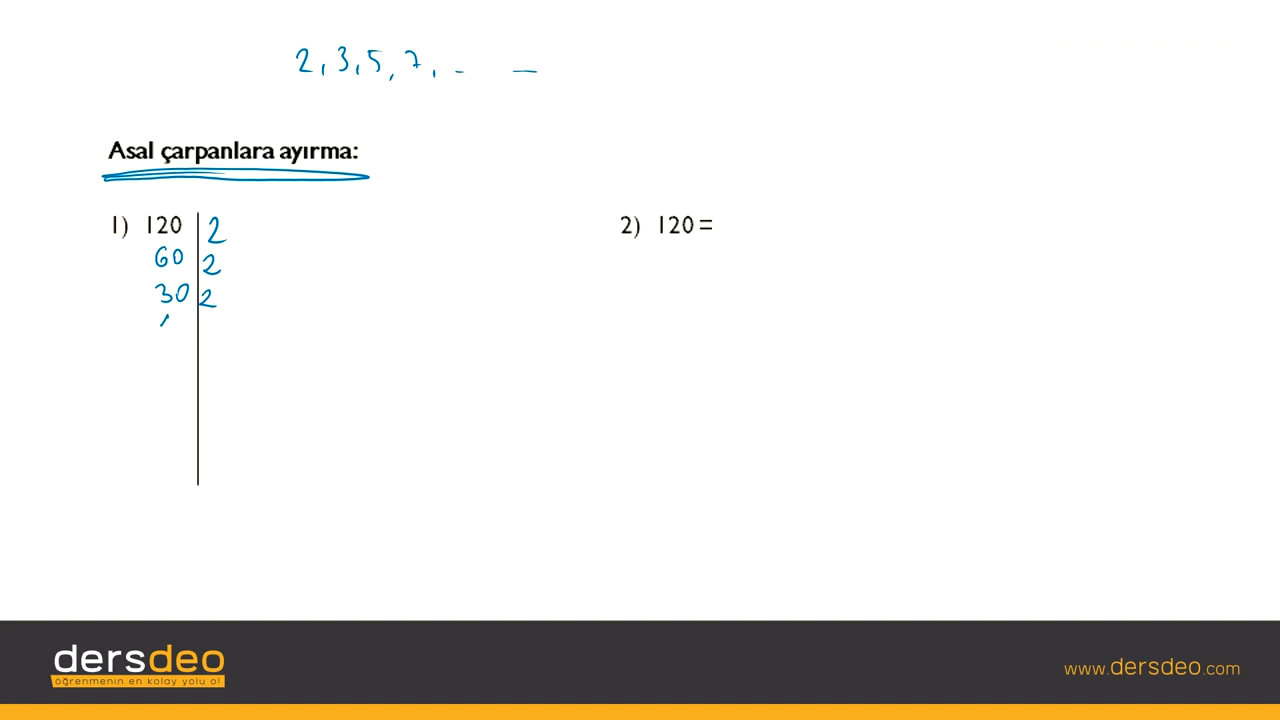 2, 3, 5, 7, . . —
Asal çarpanlara ayırma:
1) 120 | 2
60 | 2
30 | 2
2) 120 =
dersdeo
öğrenmenin en kolay yolu o!
www.dersdeo.com